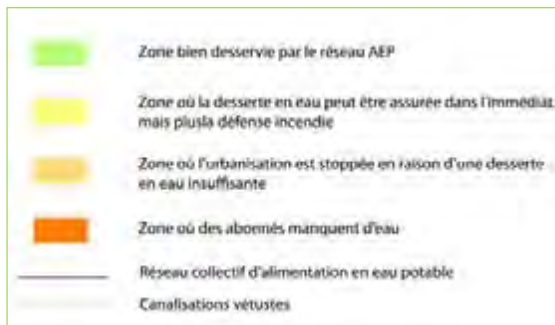 Zone bien desservie par le réseau AEP
Zone où la desserte en eau peut être assurée dans l'immédiat
mais plusla défense incendie
Zone où l'urbanisation est stoppée en raison d'une desserte
en eau insuffisante
Zone où des abonnés manquent d'eau
Réseau collectif d'alimentation en eau potable
Canalisations vétustes